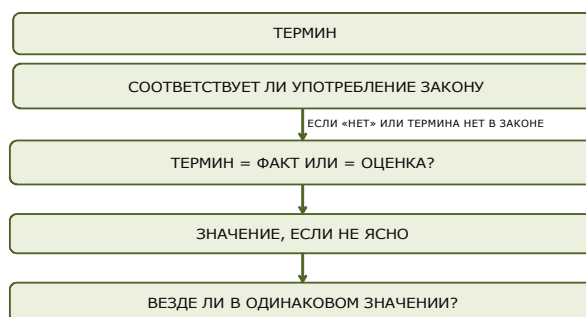 ТЕРМИН
СООТВЕТСТВУЕТ ЛИ УПОТРЕБЛЕНИЕ ЗАКОНУ
ЕСЛИ «НЕТ» ИЛИ ТЕРМИНА НЕТ В ЗАКОНЕ
ТЕРМИН = ФАКТ ИЛИ = ОЦЕНКА?
ЗНАЧЕНИЕ, ЕСЛИ НЕ ЯСНО
ВЕЗДЕ ЛИ В ОДИНАКОВОМ ЗНАЧЕНИИ?